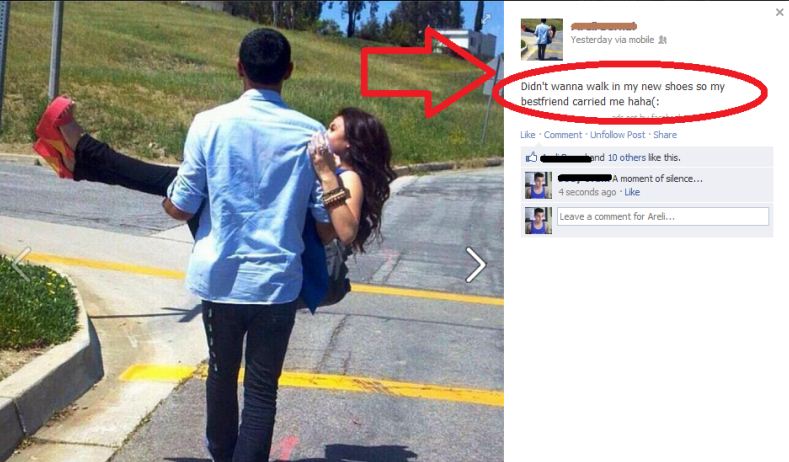 Yesterday via mobile
Didn't wanna walk in my new shoes so my
bestfriend carried me haha(:
Like · Comment · Unfollow Post · Share
and 10 others like this.
A moment of silence...
4 seconds ago · Like
Leave a comment for Areli...